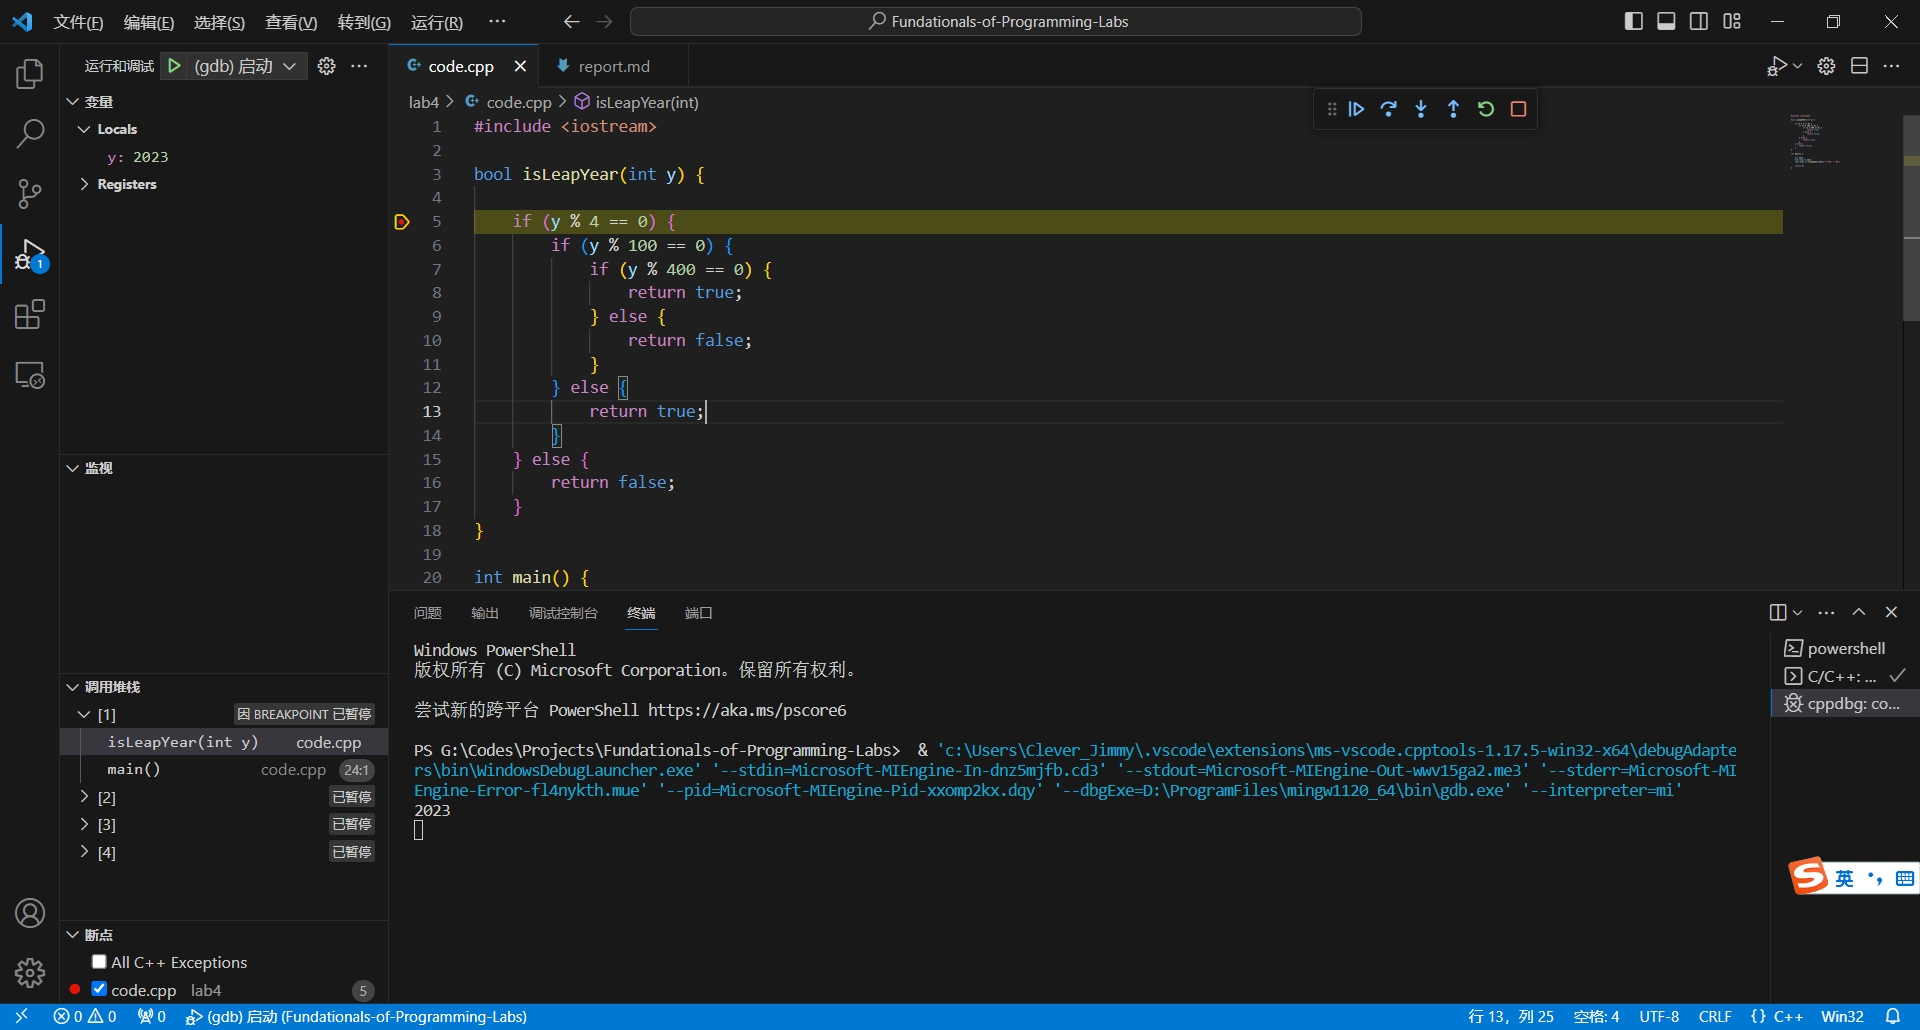 文件(F) 编辑(E) 选择(S) 查看(V) 转到(G) 运行(R) ··· Fundationals-of-Programming-Labs
运行和调试 (gdb) 启动
变量
Locals
y: 2023
Registers
监视
调用堆栈
[1] 因 BREAKPOINT 已暂停
isLeapYear(int y) code.cpp
main() code.cpp 24:1
[2] 已暂停
[3] 已暂停
[4] 已暂停
断点
All C++ Exceptions
code.cpp lab4 5
1
code.cpp report.md
lab4 > code.cpp > isLeapYear(int)
1 #include <iostream>
2
3 bool isLeapYear(int y) {
4
5 if (y % 4 == 0) {
6 if (y % 100 == 0) {
7 if (y % 400 == 0) {
8 return true;
9 } else {
10 return false;
11 }
12 } else {
13 return true;
14 }
15 } else {
16 return false;
17 }
18 }
19
20 int main() {
问题 输出 调试控制台 终端 端口
Windows PowerShell
版权所有 (C) Microsoft Corporation。保留所有权利。
尝试新的跨平台 PowerShell https://aka.ms/pscore6
PS G:\Codes\Projects\Fundationals-of-Programming-Labs>  & 'c:\Users\Clever_Jimmy\.vscode\extensions\ms-vscode.cpptools-1.17.5-win32-x64\debugAdapte
rs\bin\WindowsDebugLauncher.exe' '--stdin=Microsoft-MIEngine-In-dnz5mjfb.cd3' '--stdout=Microsoft-MIEngine-Out-wwv15ga2.me3' '--stderr=Microsoft-MI
Engine-Error-fl4nykth.mue' '--pid=Microsoft-MIEngine-Pid-xxomp2kx.dqy' '--dbgExe=D:\ProgramFiles\mingw1120_64\bin\gdb.exe' '--interpreter=mi'
2023
powershell
C/C++: ...
cppdbg: co...
S 英
0 0 0 (gdb) 启动 (Fundationals-of-Programming-Labs) 行 13，列 25 空格: 4 UTF-8 CRLF {} C++ Win32